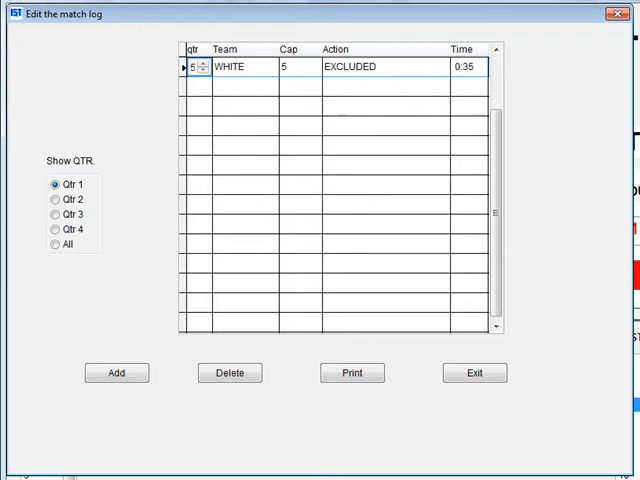 IST Edit the match log
qtr Team Cap Action Time
5 WHITE 5 EXCLUDED 0:35
Show QTR.
Qtr 1
Qtr 2
Qtr 3
Qtr 4
All
Add Delete Print Exit